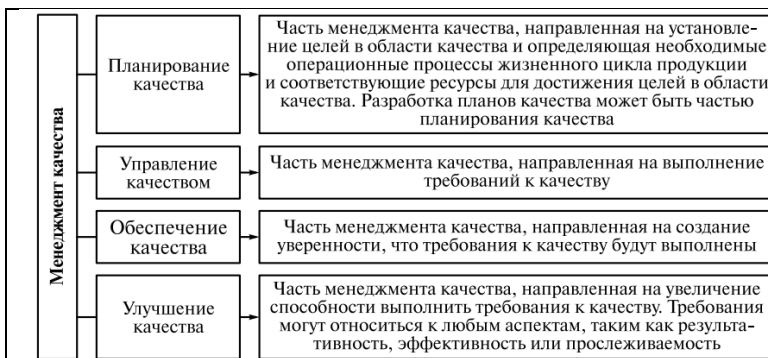 Менеджмент качества
Планирование
качества
Часть менеджмента качества, направленная на установле-
ние целей в области качества и определяющая необходимые
операционные процессы жизненного цикла продукции
и соответствующие ресурсы для достижения целей в области
качества. Разработка планов качества может быть частью
планирования качества
Управление
качеством
Часть менеджмента качества, направленная на выполнение
требований к качеству
Обеспечение
качества
Часть менеджмента качества, направленная на создание
уверенности, что требования к качеству будут выполнены
Улучшение
качества
Часть менеджмента качества, направленная на увеличение
способности выполнить требования к качеству. Требования
могут относиться к любым аспектам, таким как результа-
тивность, эффективность или прослеживаемость